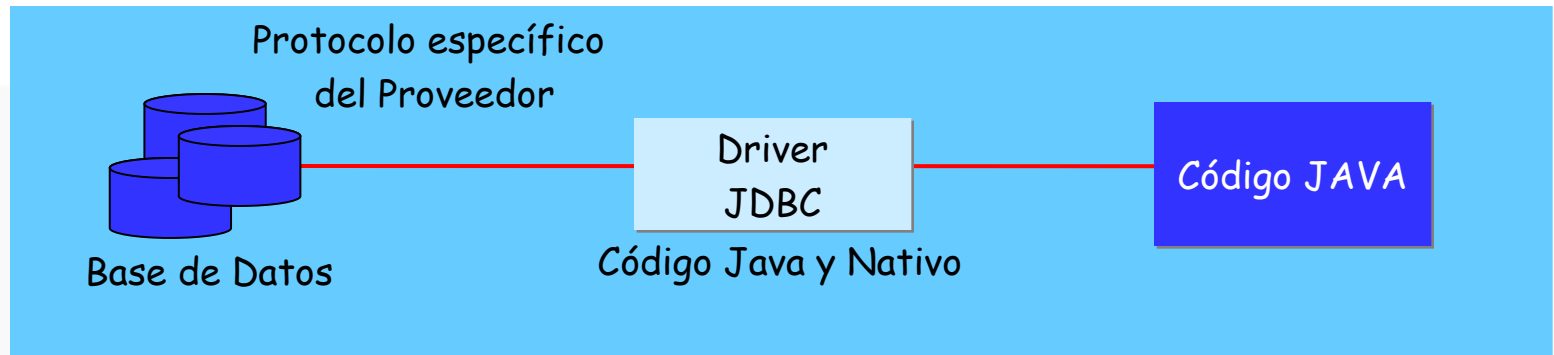 Protocolo específico
del Proveedor
Driver
JDBC
Código JAVA
Base de Datos
Código Java y Nativo